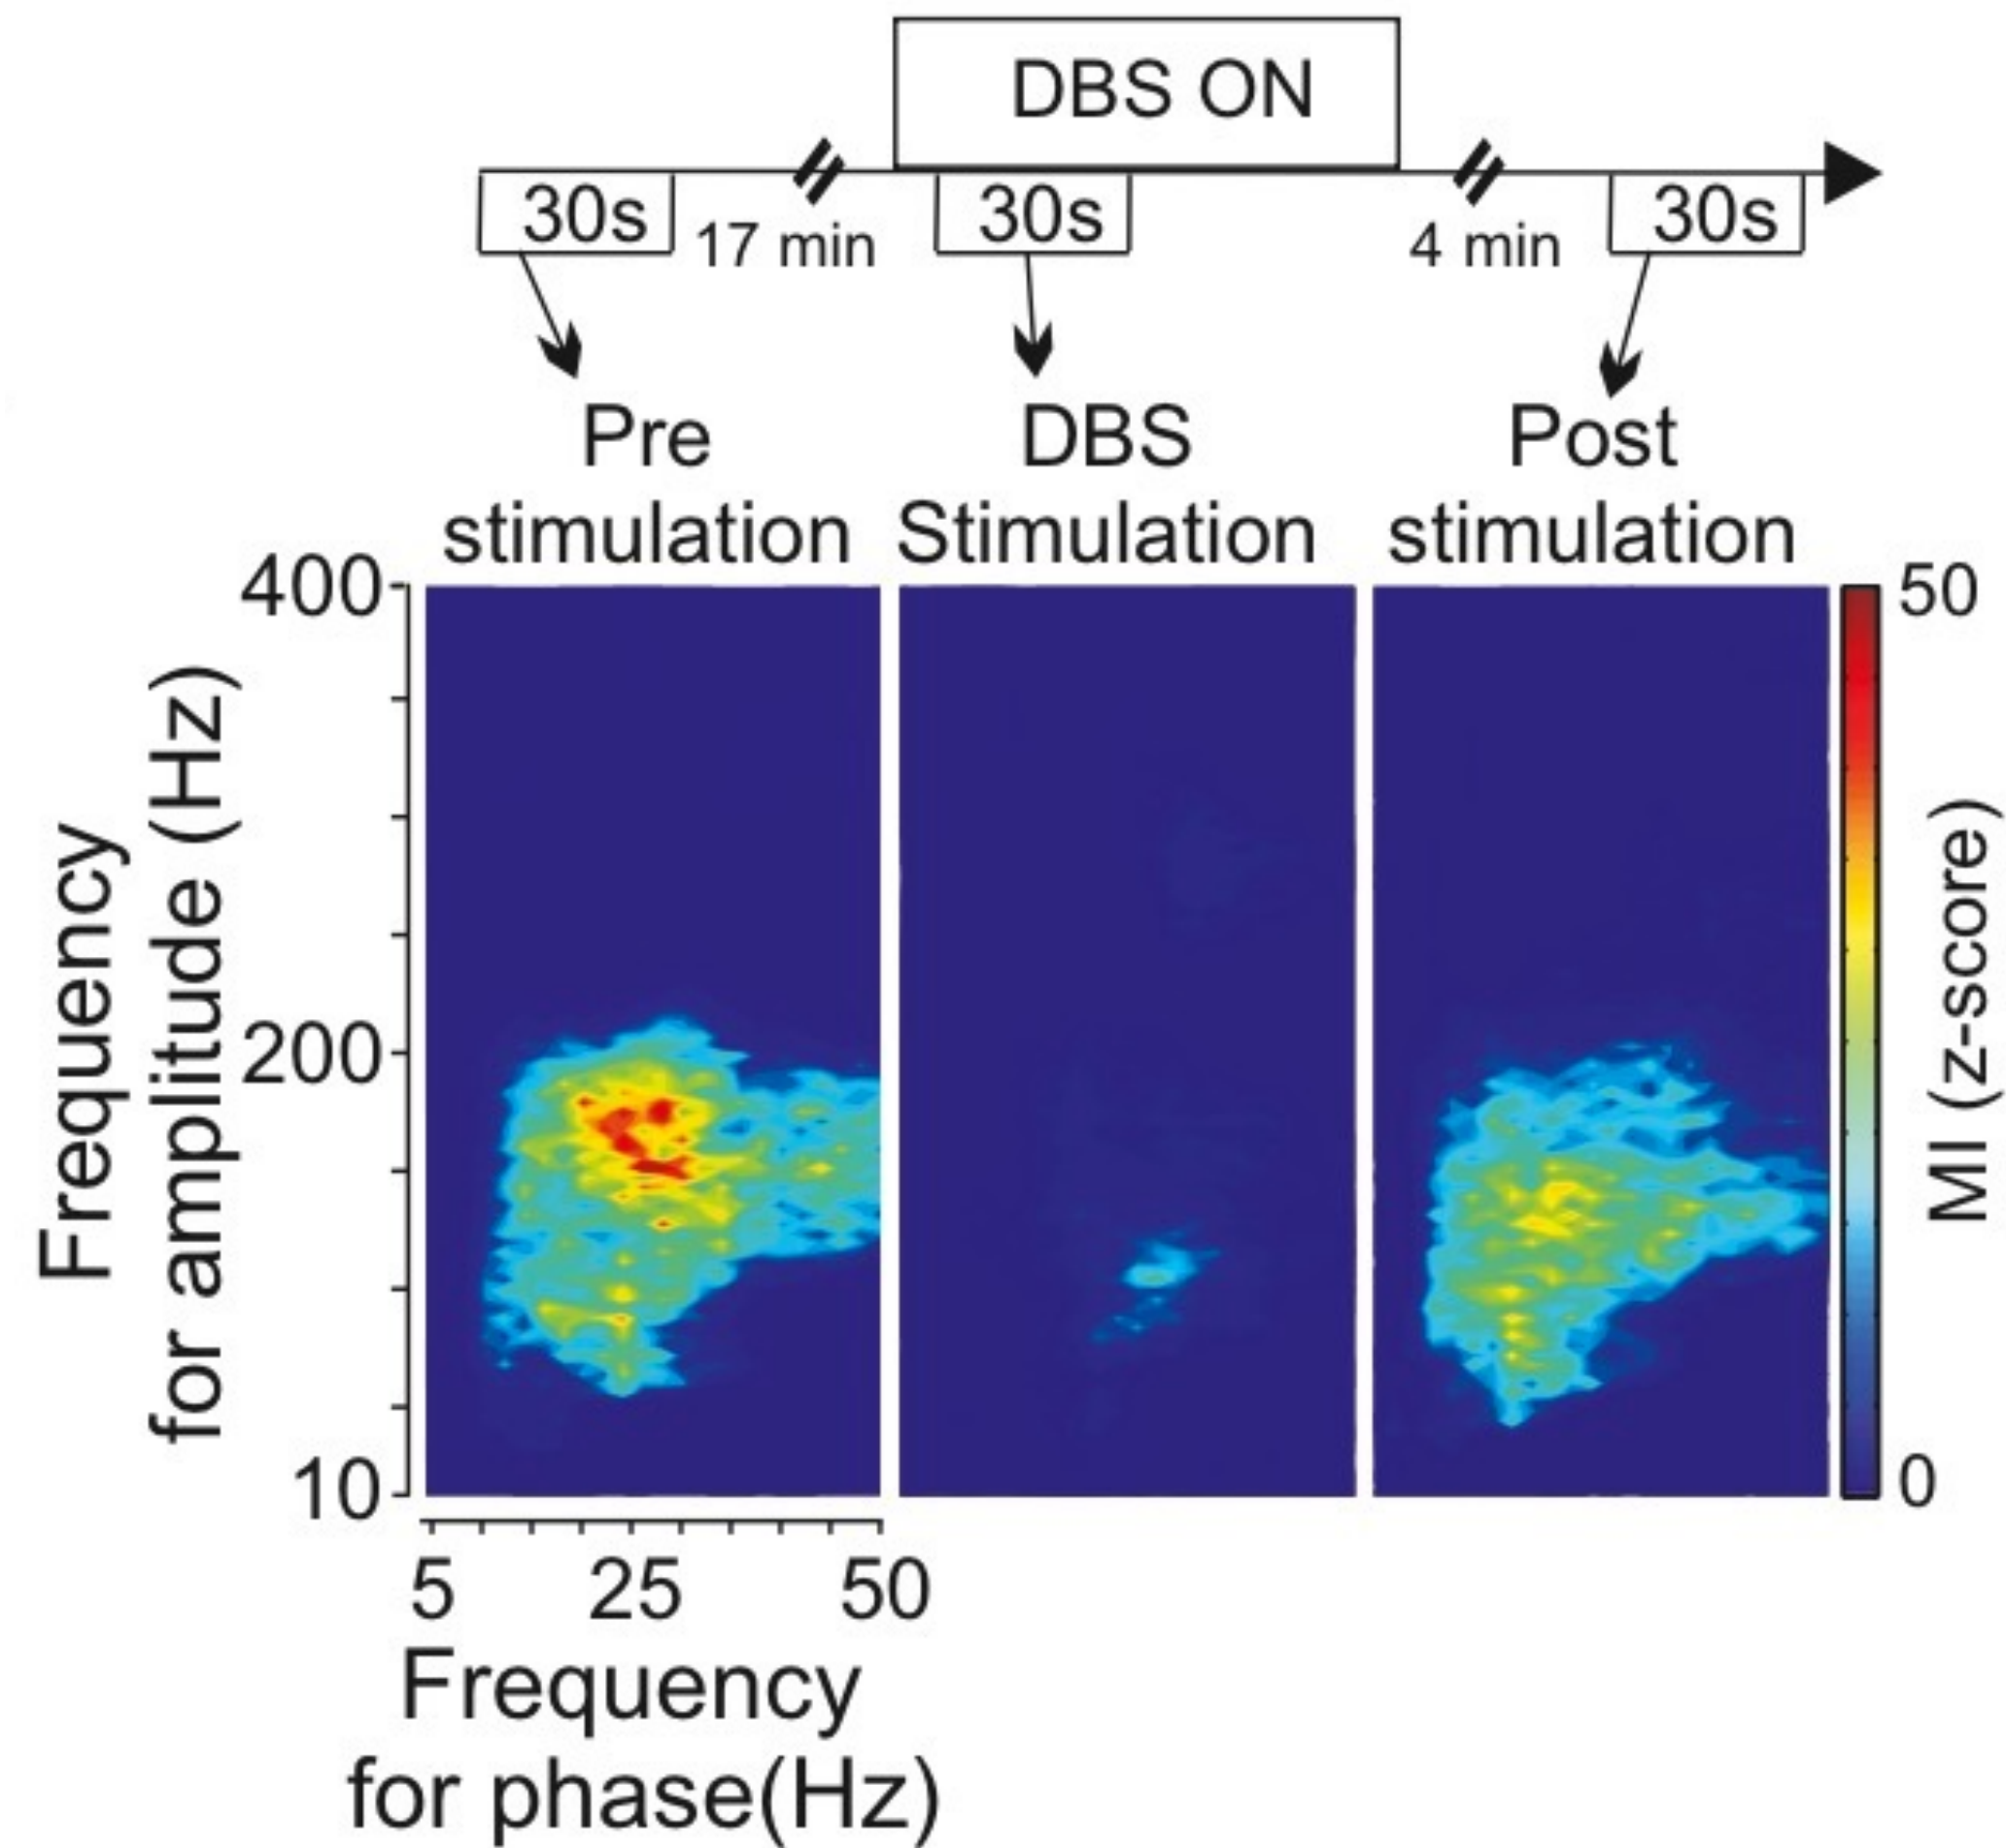 DBS ON
30s
17 min
30s
4 min
30s
Pre
stimulation
DBS
Stimulation
Post
stimulation
400
200
10
Frequency
for amplitude (Hz)
5
25
50
Frequency
for phase(Hz)
50
0
MI (z-score)